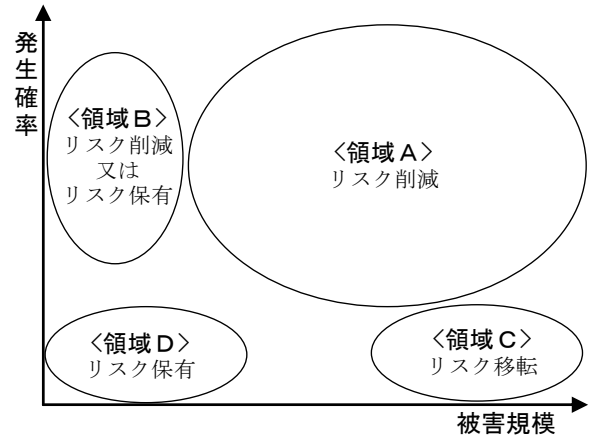 発生確率
<領域B>
リスク削減
又は
リスク保有
<領域A>
リスク削減
<領域D>
リスク保有
<領域C>
リスク移転
被害規模